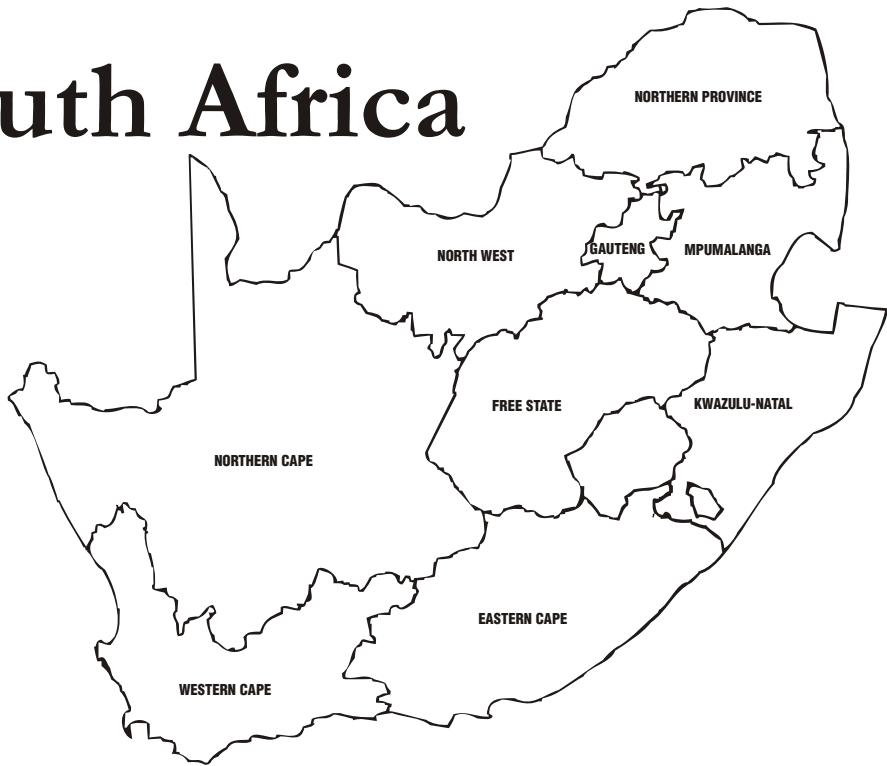 uth Africa
NORTHERN PROVINCE
NORTH WEST
GAUTENG
MPUMALANGA
FREE STATE
KWAZULU-NATAL
NORTHERN CAPE
EASTERN CAPE
WESTERN CAPE